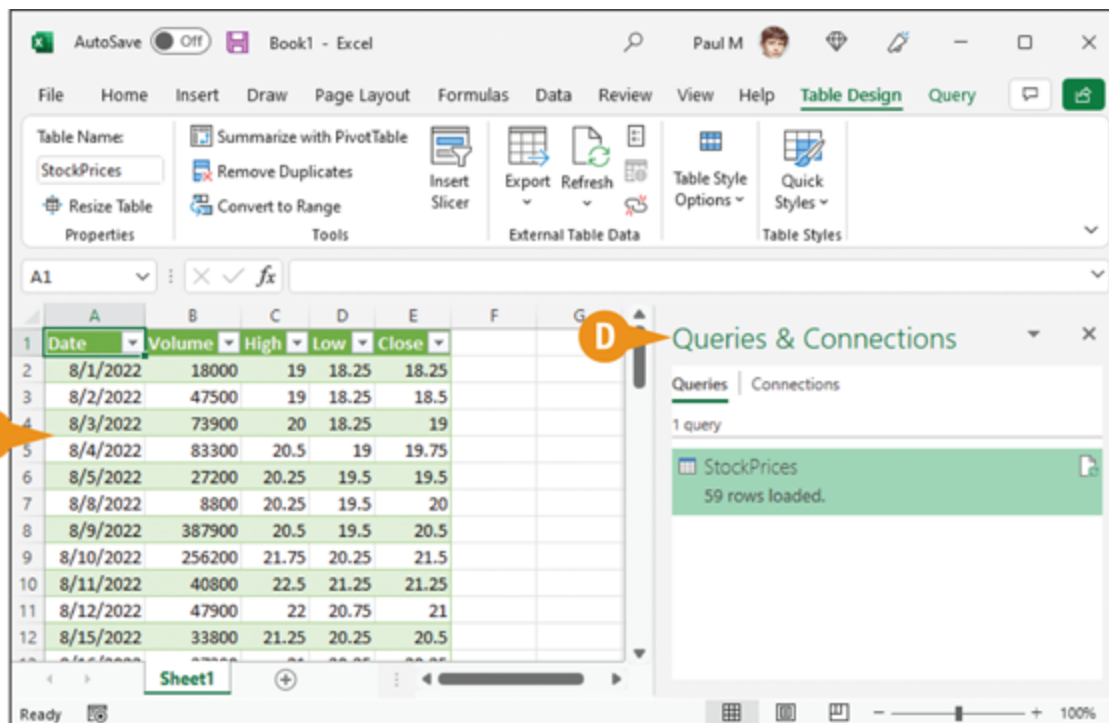 AutoSave Off Book1 - Excel Paul M
File Home Insert Draw Page Layout Formulas Data Review View Help Table Design Query
Table Name:
StockPrices
Resize Table
Properties
Summarize with PivotTable
Remove Duplicates
Convert to Range
Tools
Insert
Slicer
Export Refresh
External Table Data
Table Style
Options
Quick
Styles
Table Styles
A1 fx
A B C D E F G
1 Date Volume High Low Close
2 8/1/2022 18000 19 18.25 18.25
3 8/2/2022 47500 19 18.25 18.5
4 8/3/2022 73900 20 18.25 19
5 8/4/2022 83300 20.5 19 19.75
6 8/5/2022 27200 20.25 19.5 19.5
7 8/8/2022 8800 20.25 19.5 20
8 8/9/2022 387900 20.5 19.5 20.5
9 8/10/2022 256200 21.75 20.25 21.5
10 8/11/2022 40800 22.5 21.25 21.25
11 8/12/2022 47900 22 20.75 21
12 8/15/2022 33800 21.25 20.25 20.5
D
Queries & Connections
Queries Connections
1 query
StockPrices
59 rows loaded.
Sheet1
Ready 100%